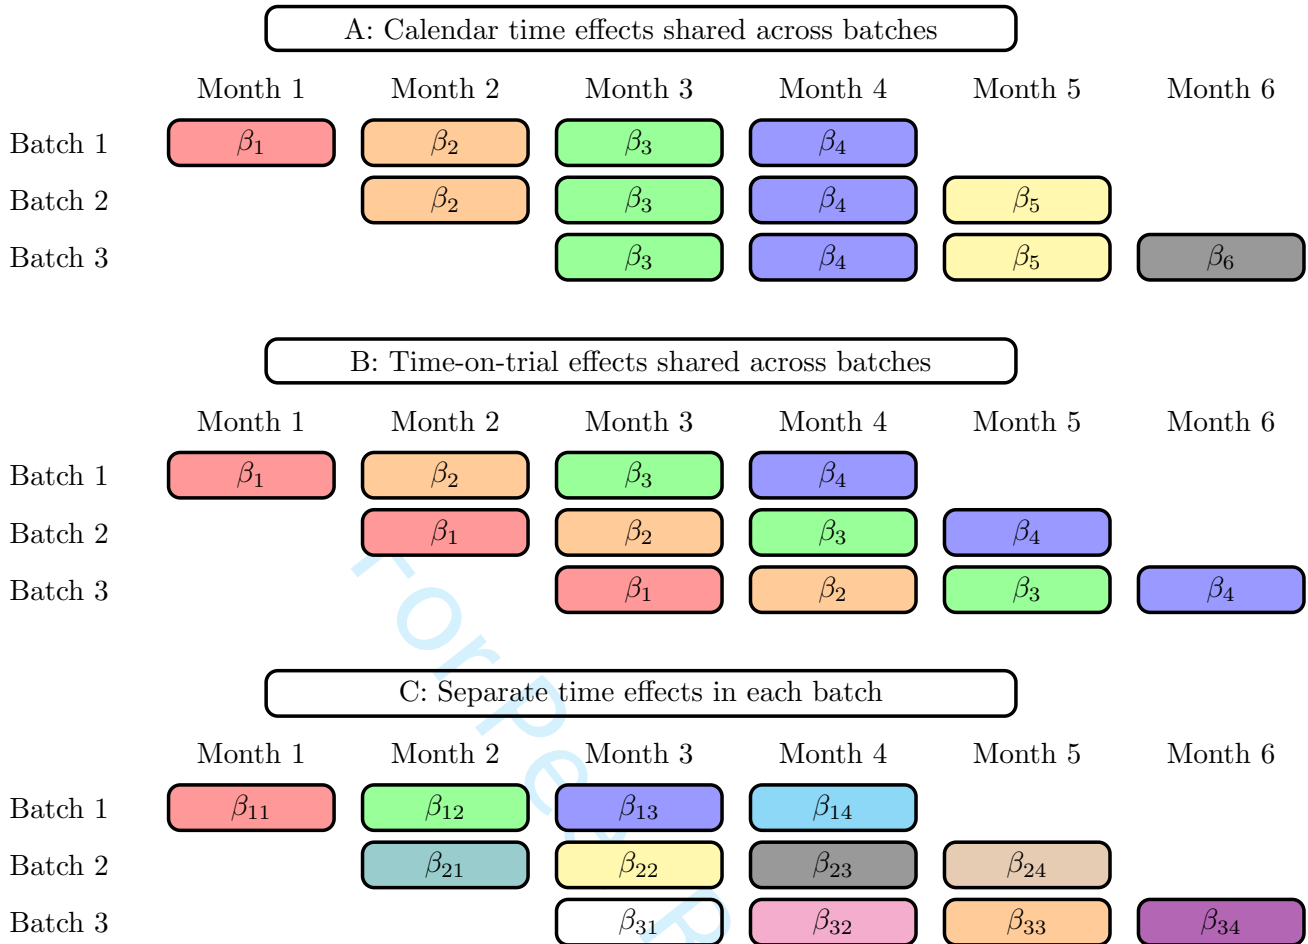 A: Calendar time effects shared across batches
Month 1 Month 2 Month 3 Month 4 Month 5 Month 6
Batch 1 β₁ β₂ β₃ β₄
Batch 2 β₂ β₃ β₄ β₅
Batch 3 β₃ β₄ β₅ β₆
B: Time-on-trial effects shared across batches
Month 1 Month 2 Month 3 Month 4 Month 5 Month 6
Batch 1 β₁ β₂ β₃ β₄
Batch 2 β₁ β₂ β₃ β₄
Batch 3 β₁ β₂ β₃ β₄
C: Separate time effects in each batch
Month 1 Month 2 Month 3 Month 4 Month 5 Month 6
Batch 1 β₁₁ β₁₂ β₁₃ β₁₄
Batch 2 β₂₁ β₂₂ β₂₃ β₂₄
Batch 3 β₃₁ β₃₂ β₃₃ β₃₄